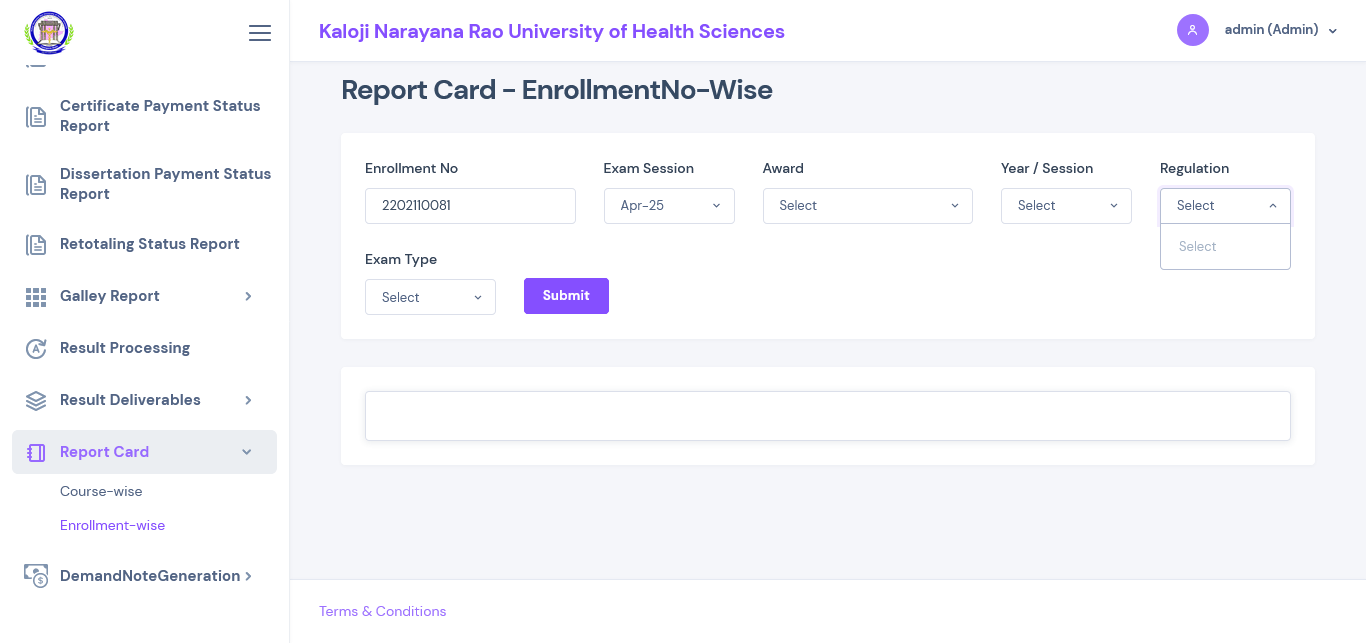 Kaloji Narayana Rao University of Health Sciences
admin (Admin)
Certificate Payment Status
Report
Dissertation Payment Status
Report
Retotaling Status Report
Galley Report
Result Processing
Result Deliverables
Report Card
Course-wise
Enrollment-wise
DemandNoteGeneration
Report Card - EnrollmentNo-Wise
Enrollment No
Exam Session
Award
Year / Session
Regulation
2202110081
Apr-25
Select
Select
Select
Select
Exam Type
Select
Submit
Terms & Conditions